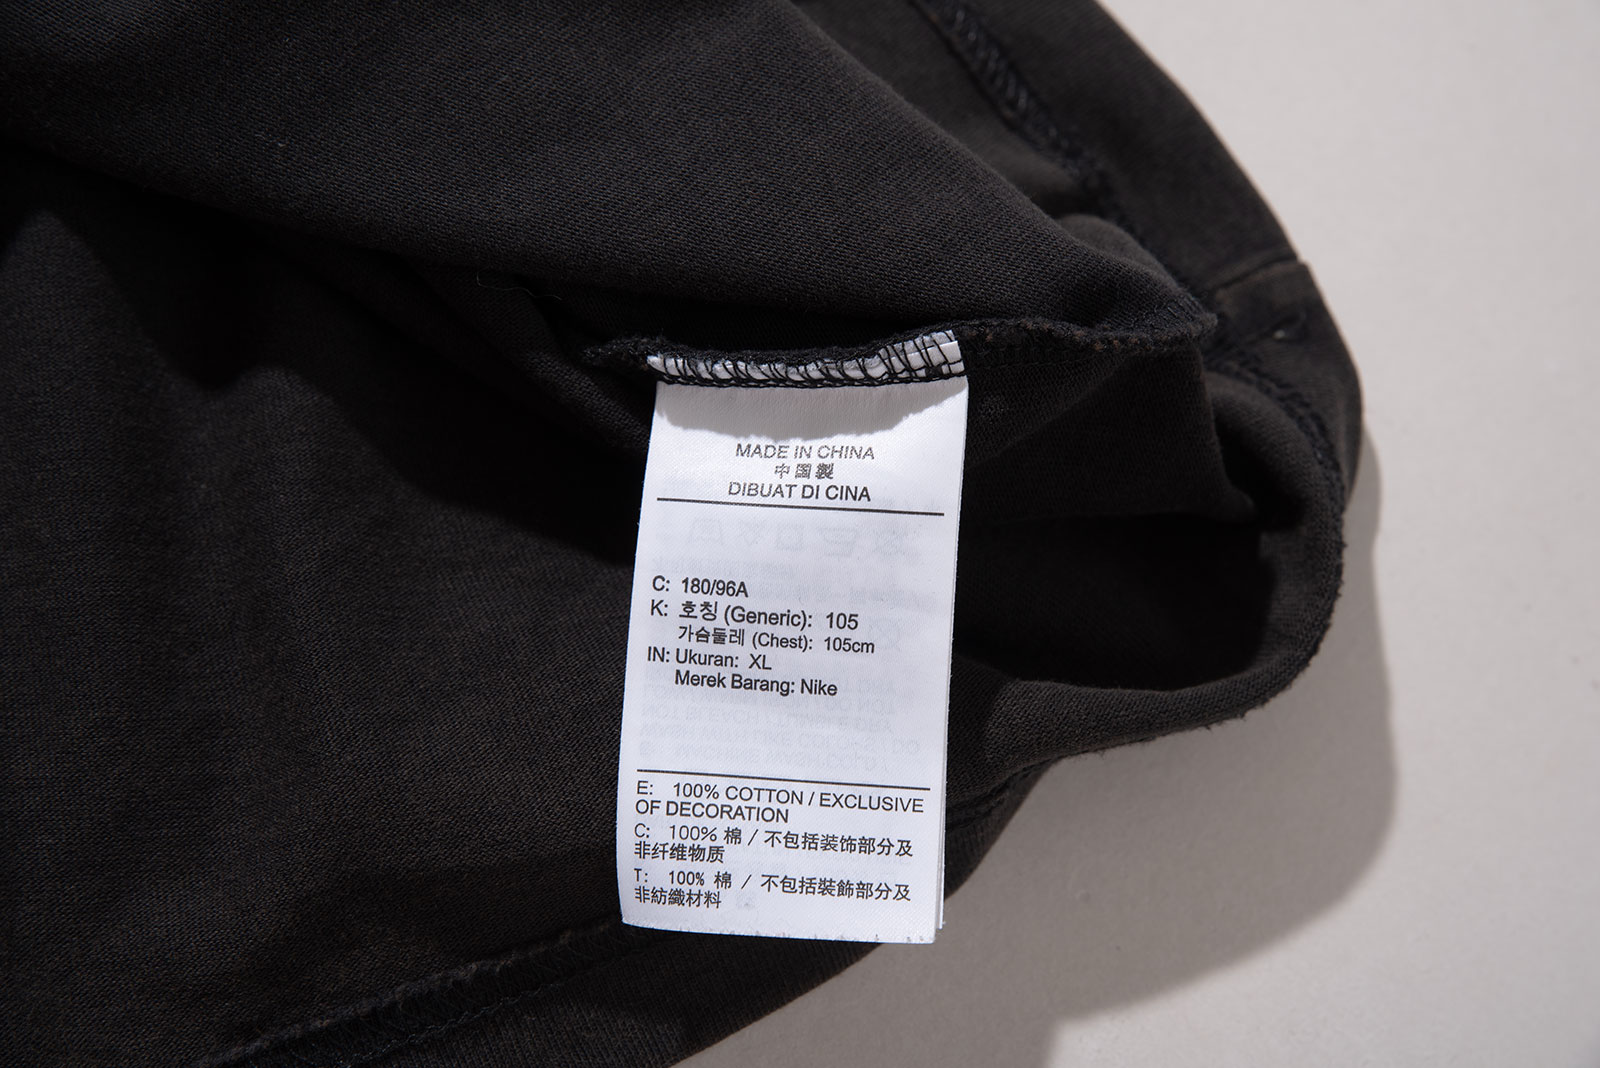 MADE IN CHINA
中国製
DIBUAT DI CINA
C: 180/96A
K: 호칭 (Generic): 105
가슴둘레 (Chest): 105cm
IN: Ukuran: XL
Merek Barang: Nike
E: 100% COTTON / EXCLUSIVE
OF DECORATION
C: 100% 棉 / 不包括装饰部分及
非纤维物质
T: 100% 棉 / 不包括裝飾部分及
非紡織材料